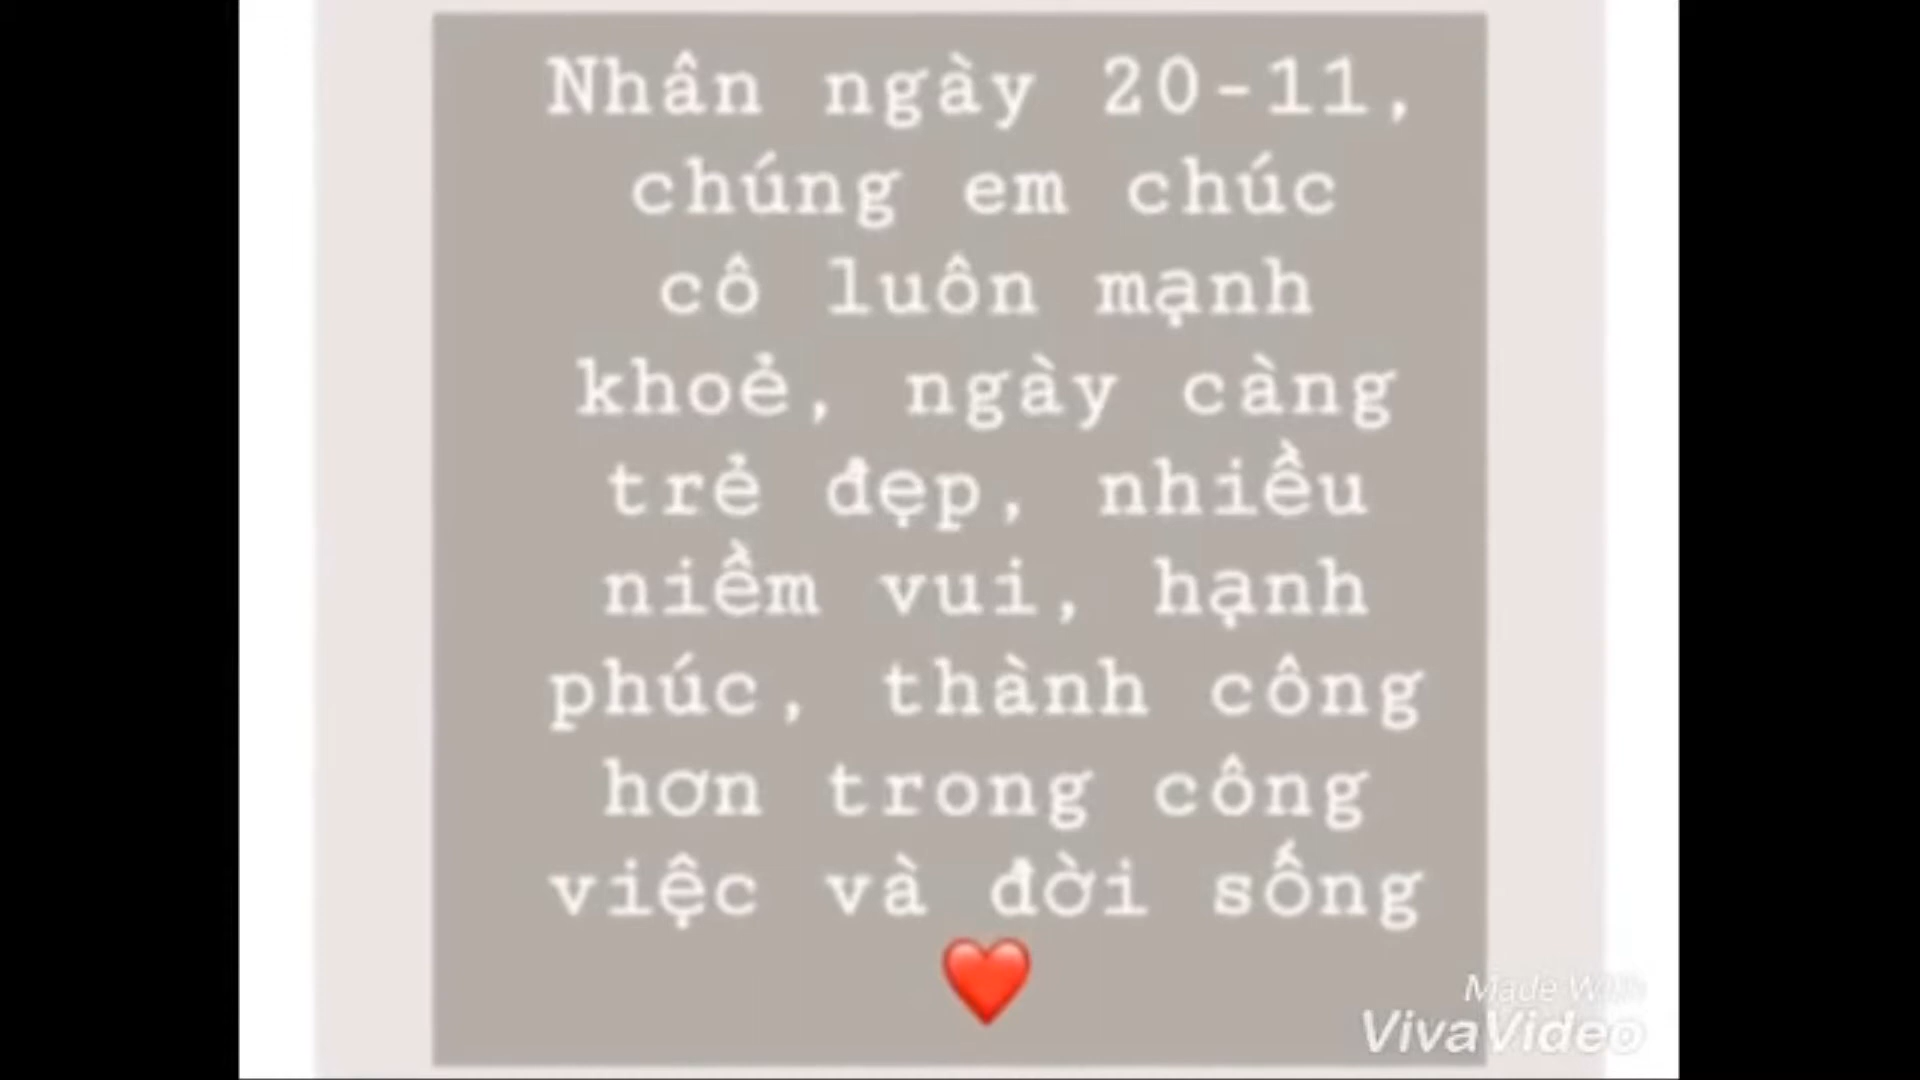 Nhân ngày 20-11,
chúng em chúc
cô luôn mạnh
khoẻ, ngày càng
trẻ đẹp, nhiều
niềm vui, hạnh
phúc, thành công
hơn trong công
việc và đời sống
❤️
Made With
VivaVideo